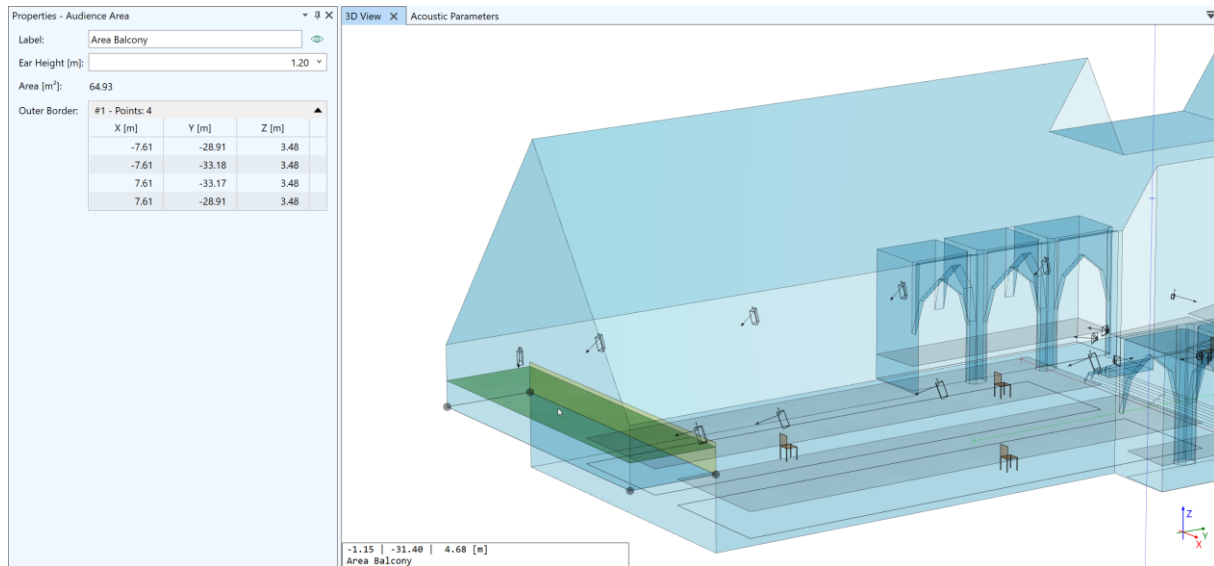 Properties - Audience Area
Label: Area Balcony
Ear Height [m]: 1.20
Area [m²]: 64.93
Outer Border: #1 - Points: 4
X [m] Y [m] Z [m]
-7.61 -28.91 3.48
-7.61 -33.18 3.48
7.61 -33.17 3.48
7.61 -28.91 3.48
3D View X Acoustic Parameters
-1.15 | -31.40 | 4.68 [m]
Area Balcony
Z
Y
X